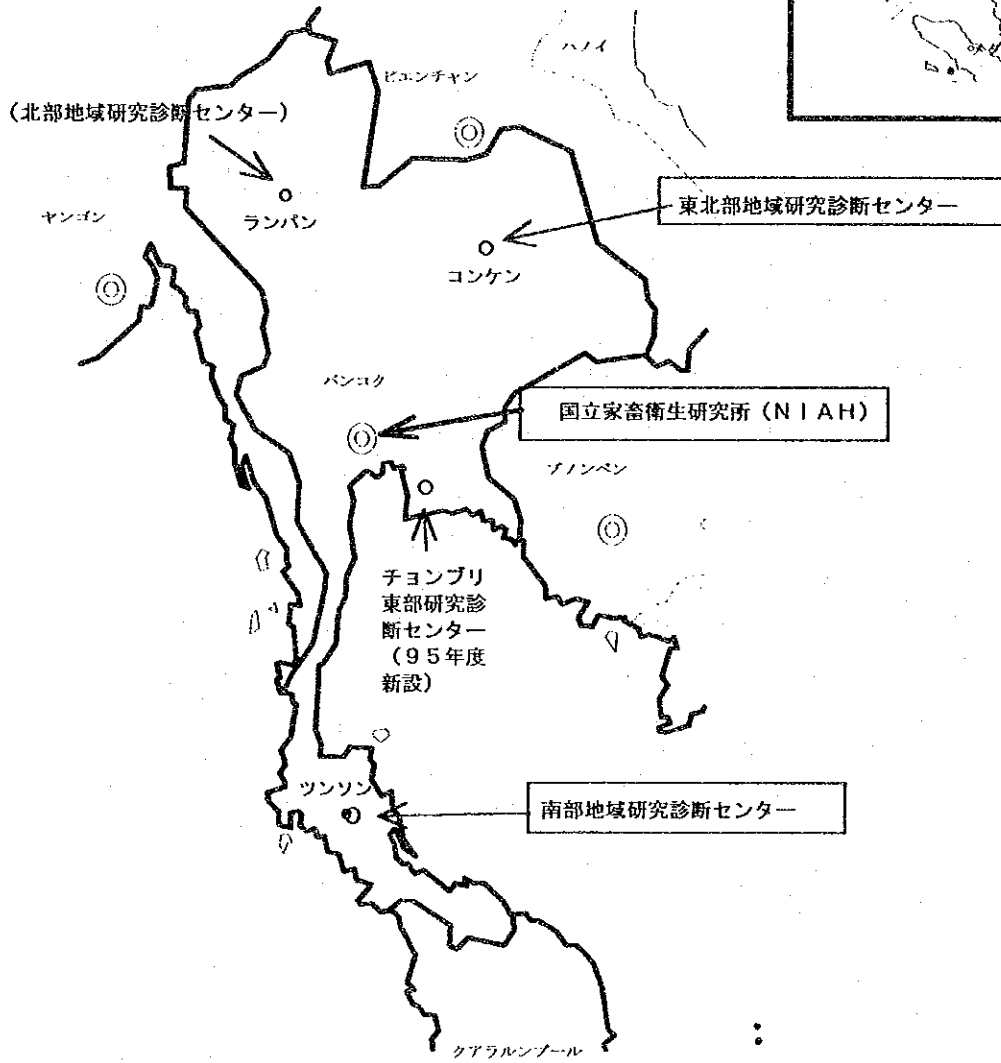 ハノイ
ビエンチャン
(北部地域研究診断センター)
東北部地域研究診断センター
ヤンゴン
ランパン
コンケン
バンコク
国立家畜衛生研究所(NIAH)
プノンペン
チョンブリ
東部研究診
断センター
(95年度
新設)
ツンソン
南部地域研究診断センター
クアラルンプール